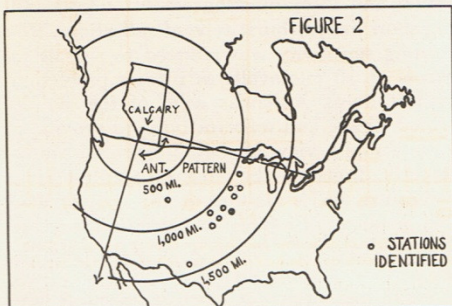 FIGURE 2
CALGARY
ANT. PATTERN
500 MI.
1,000 MI.
1,500 MI.
STATIONS
IDENTIFIED